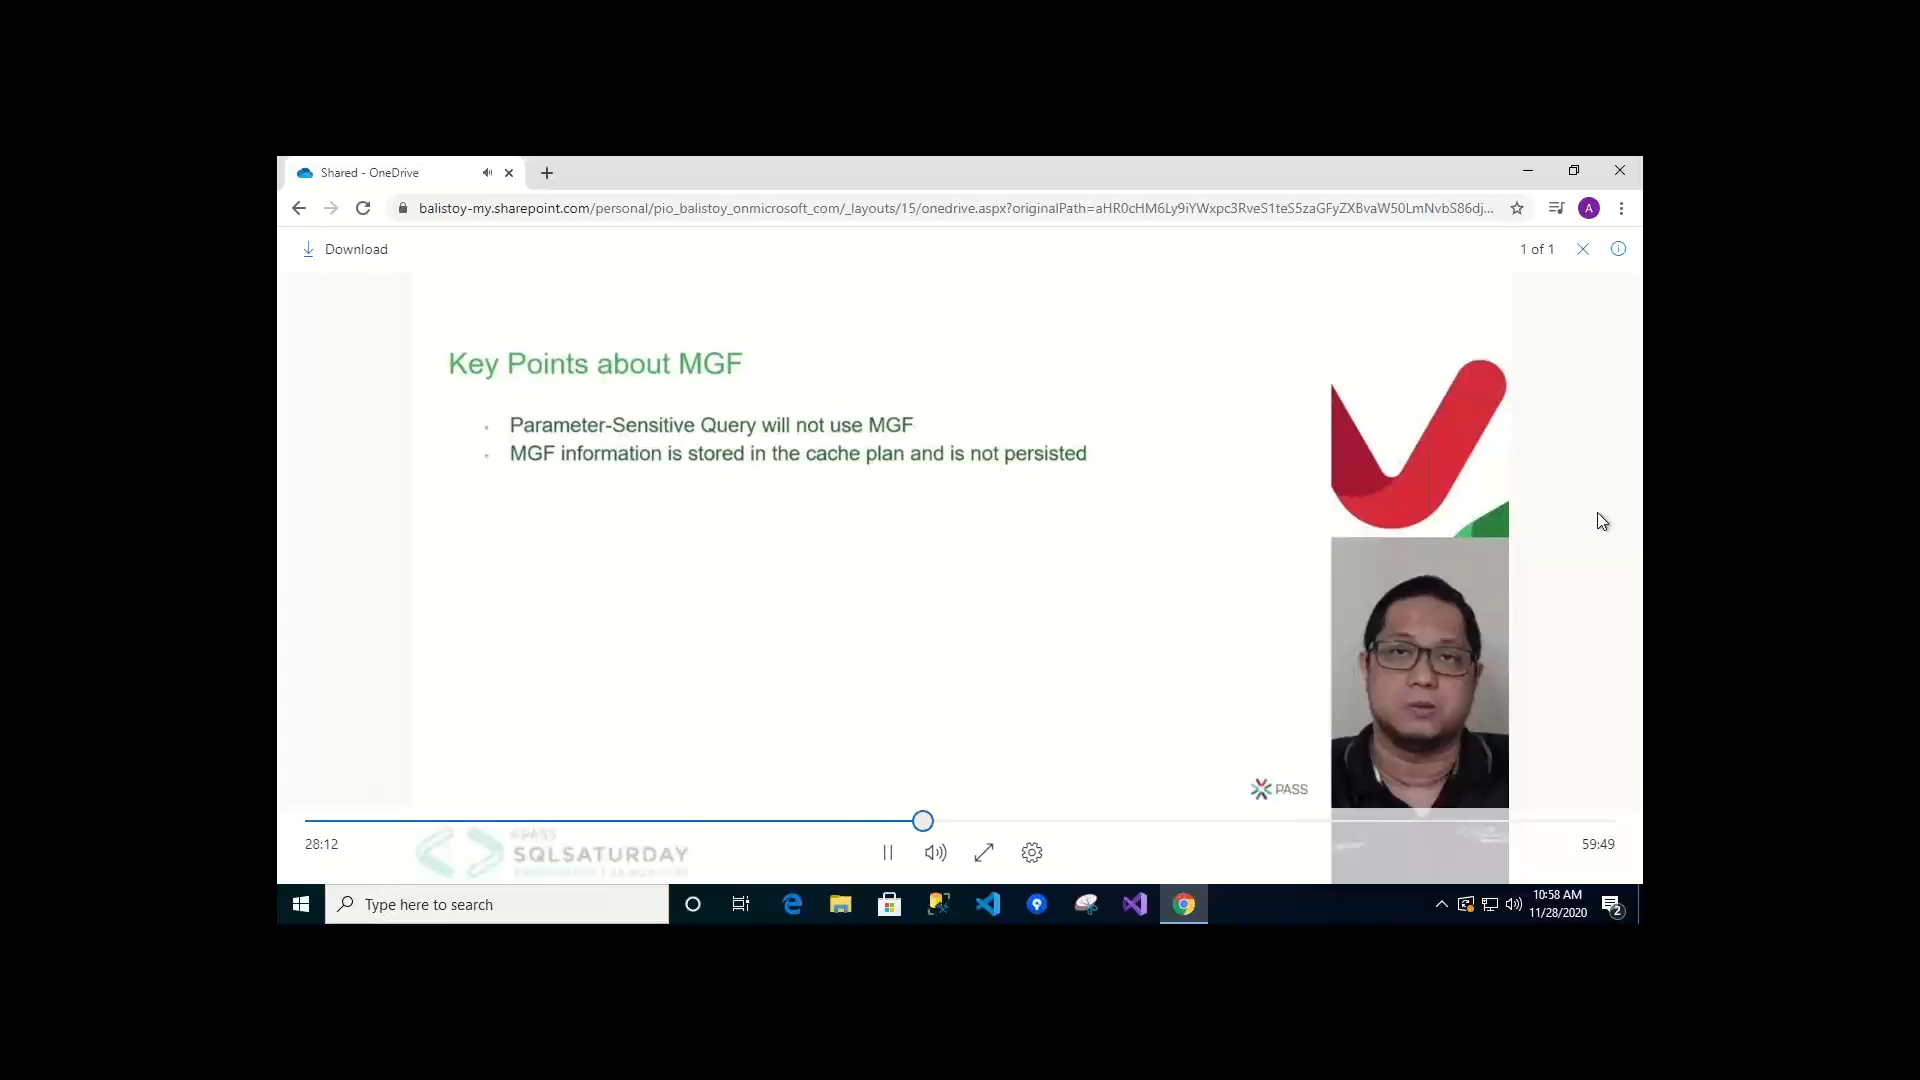 Shared - OneDrive
balistoy-my.sharepoint.com/personal/pio_balistoy_onmicrosoft_com/_layouts/15/onedrive.aspx?originalPath=aHR0cHM6Ly9iYWxpc3RveS1teS5zaGFyZXBvaW50LmNvbS86dj...
A
Download
1 of 1
Key Points about MGF
· Parameter-Sensitive Query will not use MGF
· MGF information is stored in the cache plan and is not persisted
PASS
28:12
59:49
SQLSATURDAY
Type here to search
10:58 AM
11/28/2020
2